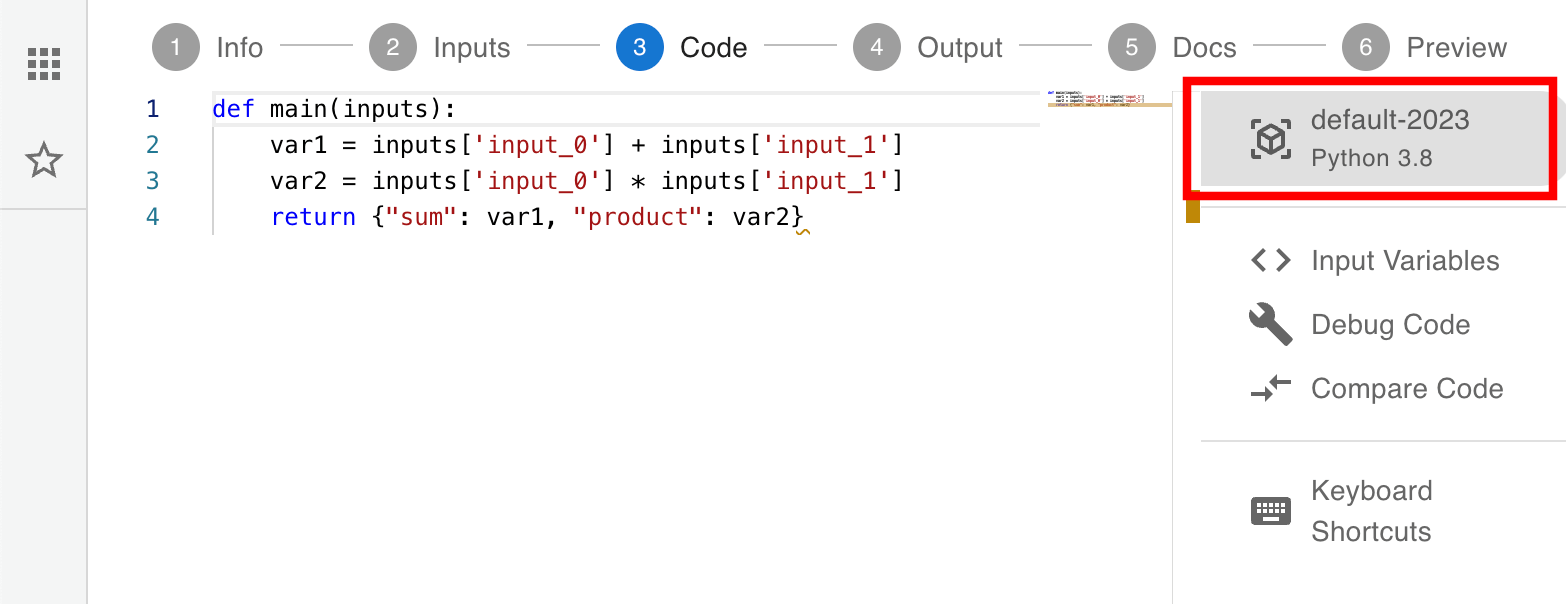 1 Info 2 Inputs 3 Code 4 Output 5 Docs 6 Preview
1 def main(inputs):
2     var1 = inputs['input_0'] + inputs['input_1']
3     var2 = inputs['input_0'] * inputs['input_1']
4     return {"sum": var1, "product": var2}
default-2023
Python 3.8
Input Variables
Debug Code
Compare Code
Keyboard
Shortcuts